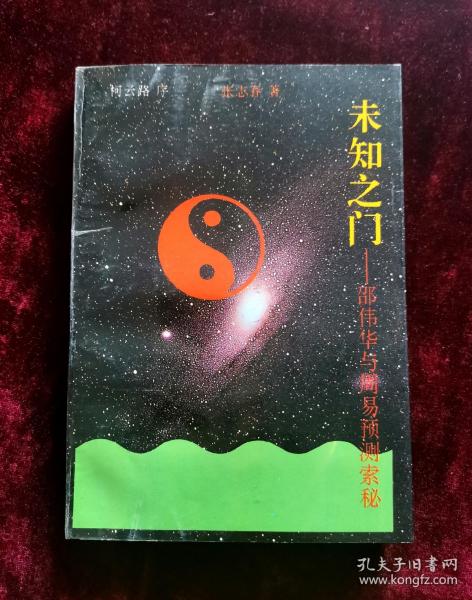 柯云路 序
张志春 著
未知之门
——邵伟华与周易预测索秘
孔夫子旧书网
www.kongfz.com